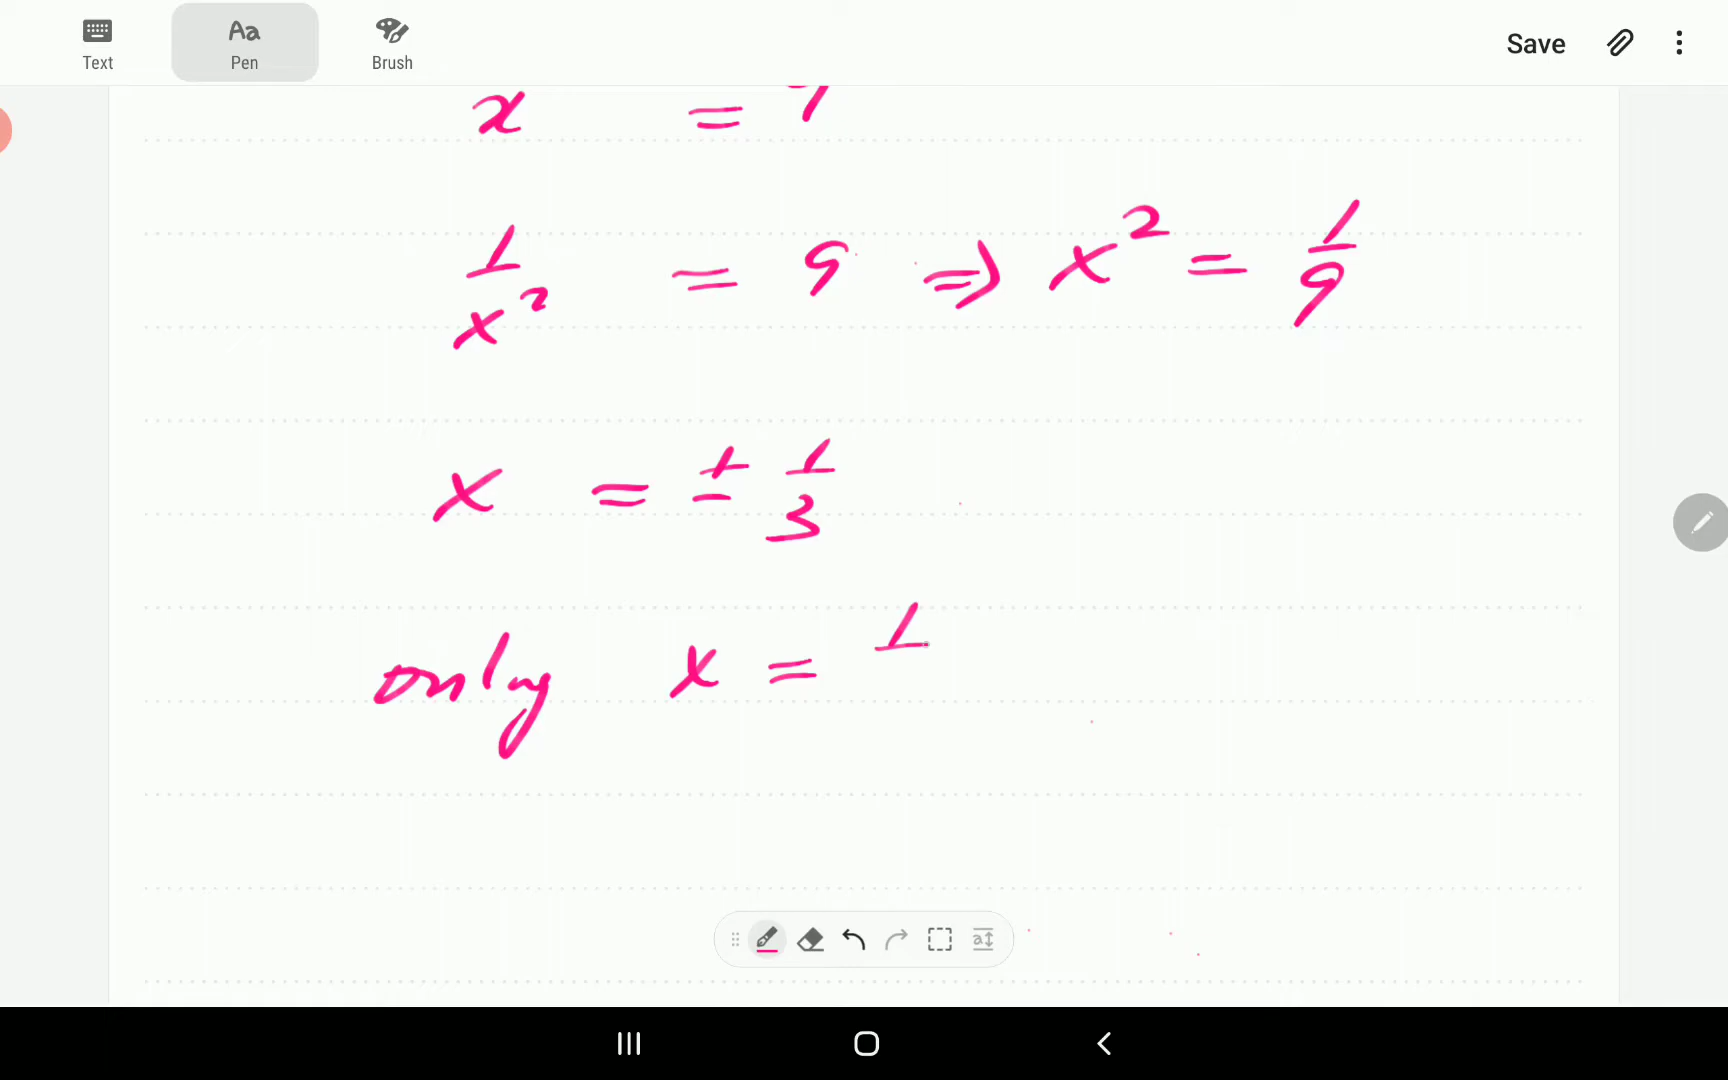 Text Pen Brush Save
x = 9
1/x² = 9 ⇒ x² = 1/9
x = ± 1/3
only x = 1